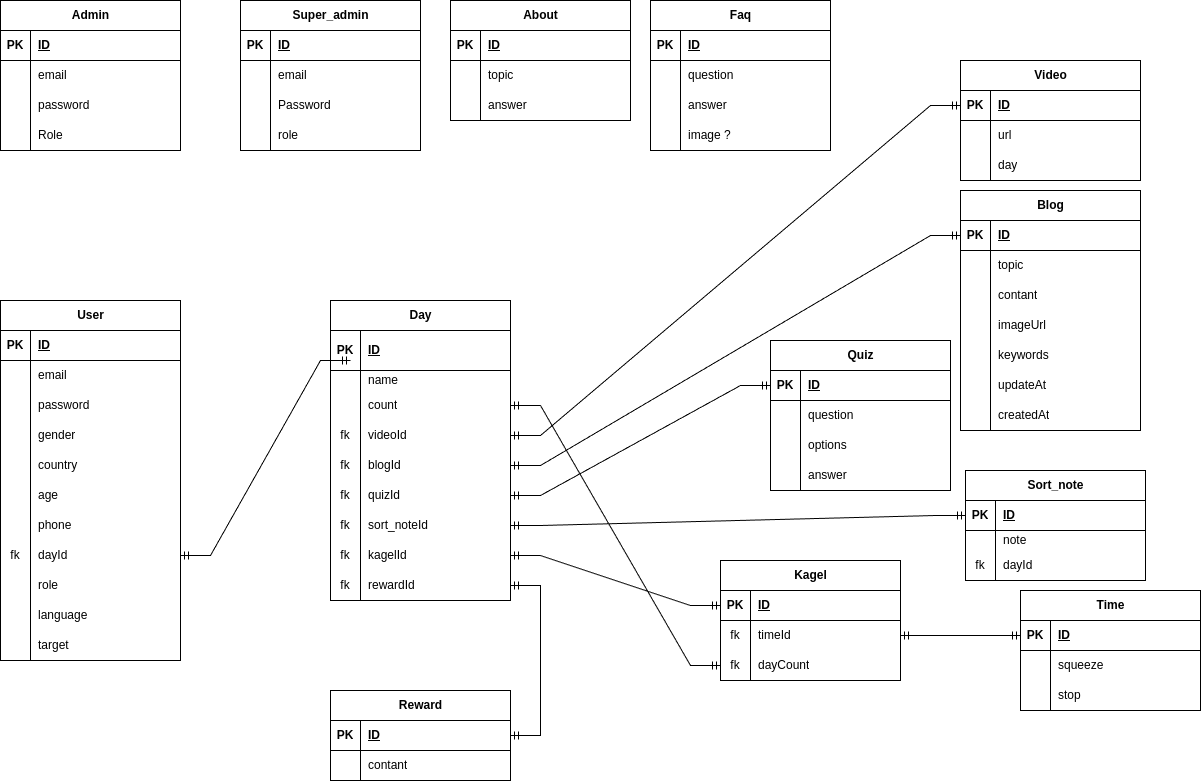 Admin
PK ID
email
password
Role
Super_admin
PK ID
email
Password
role
About
PK ID
topic
answer
Faq
PK ID
question
answer
image ?
Video
PK ID
url
day
Blog
PK ID
topic
contant
imageUrl
keywords
updateAt
createdAt
User
PK ID
email
password
gender
country
age
phone
fk dayId
role
language
target
Day
PK ID
name
count
fk videoId
fk blogId
fk quizId
fk sort_noteId
fk kagelId
fk rewardId
Quiz
PK ID
question
options
answer
Sort_note
PK ID
note
fk dayId
Kagel
PK ID
fk timeId
fk dayCount
Time
PK ID
squeeze
stop
Reward
PK ID
contant